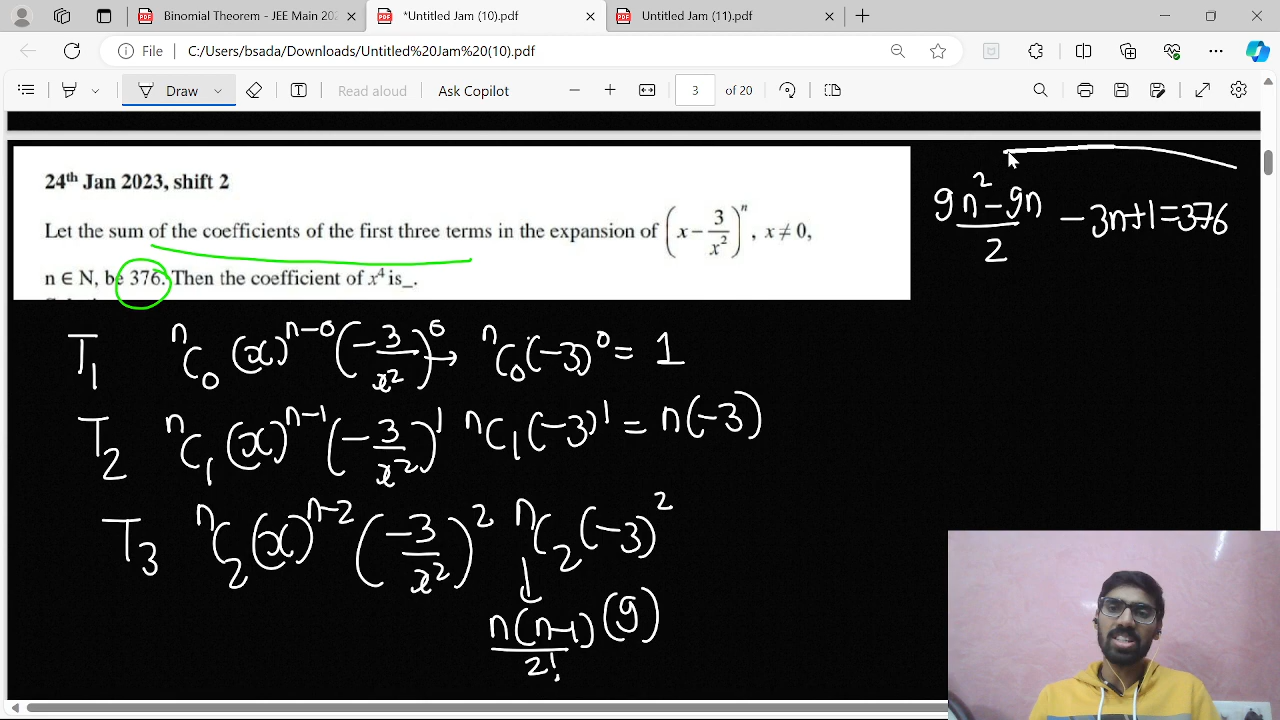 Binomial Theorem - JEE Main 202
*Untitled Jam (10).pdf
Untitled Jam (11).pdf
File
C:/Users/bsada/Downloads/Untitled%20Jam%20(10).pdf
Draw
Read aloud
Ask Copilot
3 of 20
24th Jan 2023, shift 2
Let the sum of the coefficients of the first three terms in the expansion of (x − 3/x²)ⁿ, x ≠ 0,
n ∈ N, be 376. Then the coefficient of x⁴ is_.
9n² − 9n / 2 − 3n + 1 = 376
T₁ ⁿC₀ (x)ⁿ⁻⁰ (−3/x²)⁰ → ⁿC₀ (−3)⁰ = 1
T₂ ⁿC₁ (x)ⁿ⁻¹ (−3/x²)¹ ⁿC₁ (−3)¹ = n(−3)
T₃ ⁿC₂ (x)ⁿ⁻² (−3/x²)² ⁿC₂ (−3)²
↓
n(n−1)/2! (9)